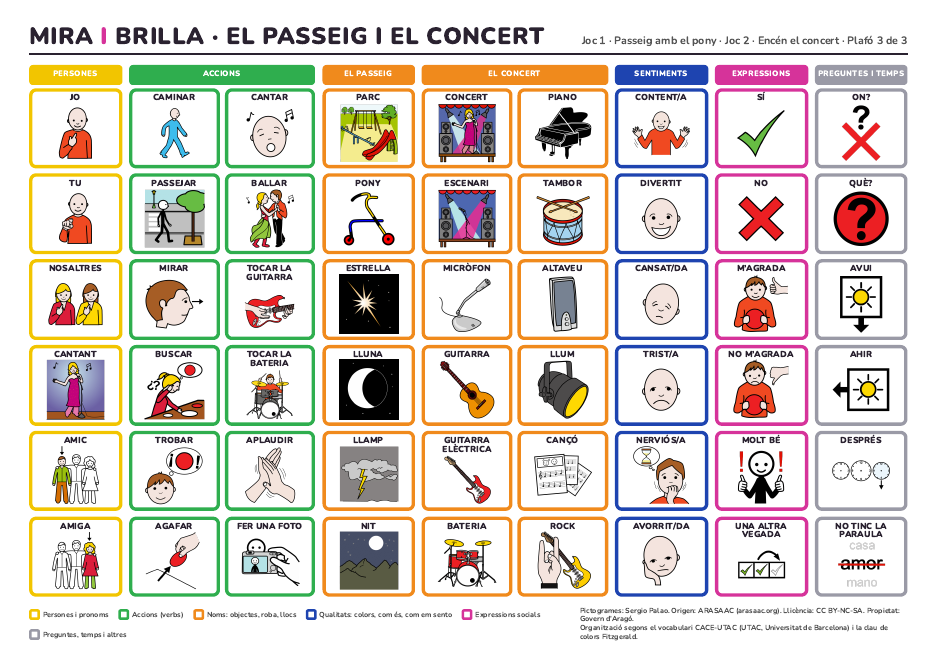 MIRA I BRILLA · EL PASSEIG I EL CONCERT
Joc 1 · Passeig amb el pony · Joc 2 · Encén el concert · Plafó 3 de 3
PERSONES
ACCIONS
EL PASSEIG
EL CONCERT
SENTIMENTS
EXPRESSIONS
PREGUNTES I TEMPS
JO
CAMINAR
CANTAR
PARC
CONCERT
PIANO
CONTENT/A
SÍ
ON?
?
TU
PASSEJAR
BALLAR
PONY
ESCENARI
TAMBOR
DIVERTIT
NO
QUÈ?
?
NOSALTRES
MIRAR
TOCAR LA
GUITARRA
ESTRELLA
MICRÒFON
ALTAVEU
CANSAT/DA
M'AGRADA
AVUI
CANTANT
BUSCAR
TOCAR LA
BATERIA
LLUNA
GUITARRA
LLUM
TRIST/A
NO M'AGRADA
AHIR
AMIC
TROBAR
APLAUDIR
LLAMP
GUITARRA
ELÈCTRICA
CANÇÓ
NERVIÓS/A
MOLT BÉ
DESPRÉS
AMIGA
AGAFAR
FER UNA FOTO
NIT
BATERIA
ROCK
AVORRIT/DA
UNA ALTRA
VEGADA
NO TINC LA
PARAULA
casa
amor
mano
Persones i pronoms
Accions (verbs)
Noms: objectes, roba, llocs
Qualitats: colors, com és, com em sento
Expressions socials
Preguntes, temps i altres
Pictogrames: Sergio Palao. Origen: ARASAAC (arasaac.org). Llicència: CC BY-NC-SA. Propietat:
Govern d'Aragó.
Organització segons el vocabulari CACE-UTAC (UTAC, Universitat de Barcelona) i la clau de
colors Fitzgerald.